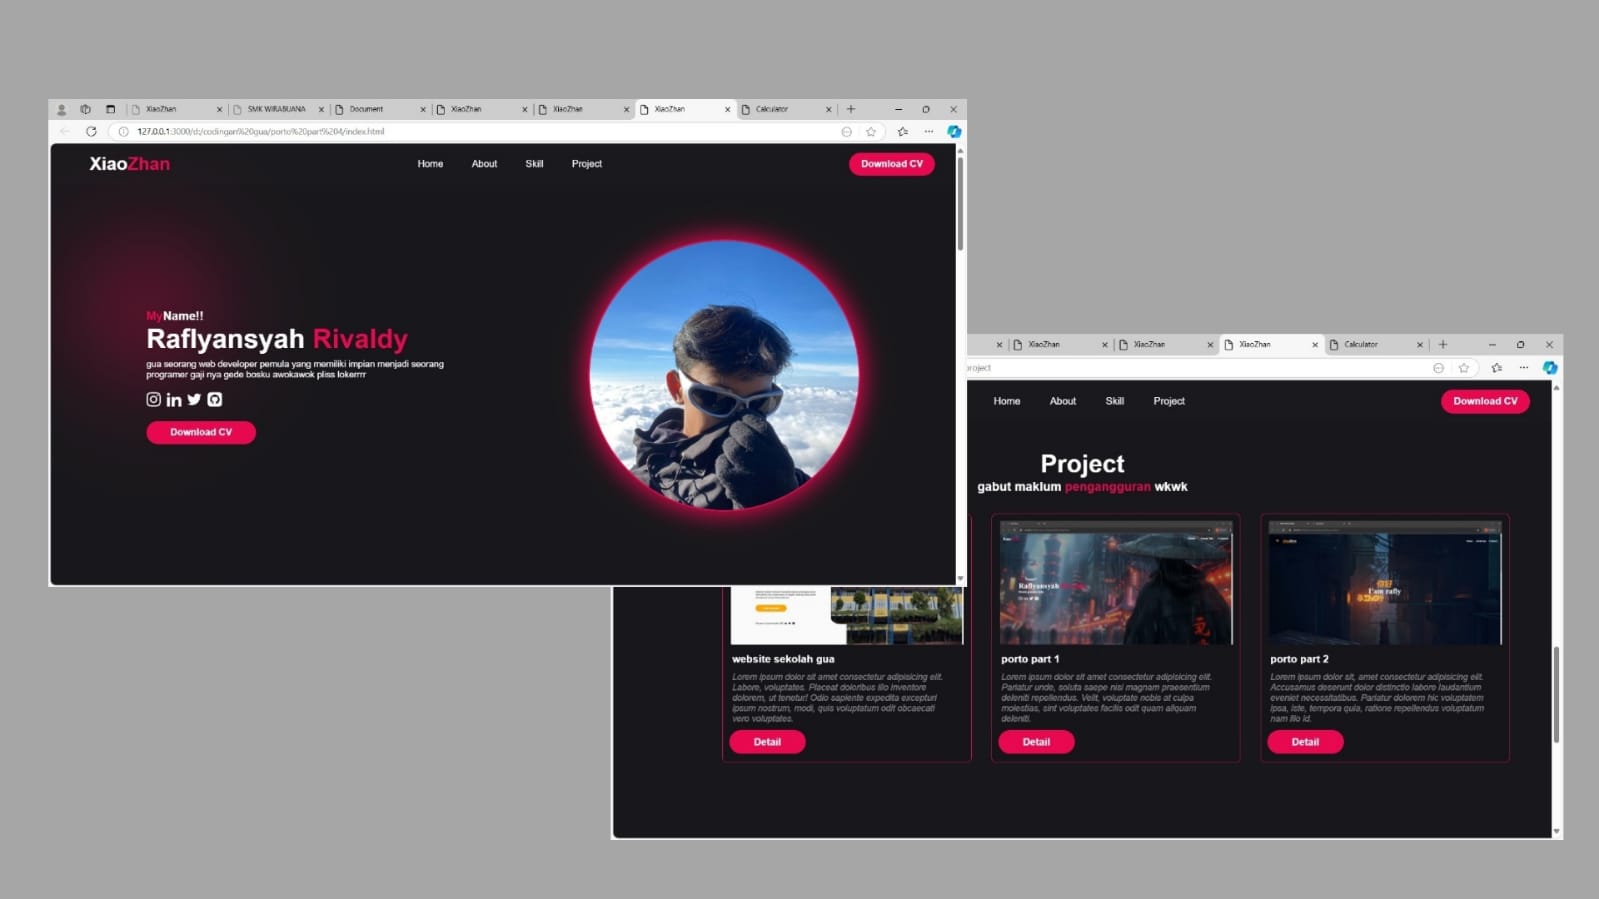 XiaoZhan
SMK WIRABUANA
Document
XiaoZhan
XiaoZhan
XiaoZhan
Calculator
127.0.0.1:3000/d:/codingan%20gua/porto%20part%204/index.html
XiaoZhan
Home
About
Skill
Project
Download CV
MyName!!
Raflyansyah Rivaldy
gua seorang web developer pemula yang memiliki impian menjadi seorang
programer gaji nya gede bosku awokawok pliss lokerrrr
Download CV
XiaoZhan
XiaoZhan
XiaoZhan
Calculator
project
Home
About
Skill
Project
Download CV
Project
gabut maklum pengangguran wkwk
Raflyansyah
I'am rafly
website sekolah gua
Lorem ipsum dolor sit amet consectetur adipisicing elit.
Labore, voluptates. Placeat doloribus illo inventore
dolorem, ut tenetur! Odio sapiente expedita excepturi
ipsum nostrum, modi, quis voluptatum odit obcaecati
vero voluptates.
Detail
porto part 1
Lorem ipsum dolor sit amet consectetur adipisicing elit.
Pariatur unde, soluta saepe nisi magnam praesentium
deleniti repellendus. Velit, voluptate nobis at culpa
molestias, sint voluptates facilis odit quam aliquam
deleniti.
Detail
porto part 2
Lorem ipsum dolor sit, amet consectetur adipisicing elit.
Accusamus deserunt dolor distinctio labore laudantium
eveniet necessitatibus. Pariatur dolorem hic voluptatem
ipsa, iste, tempora quia, ratione repellendus voluptatum
nam illo id.
Detail